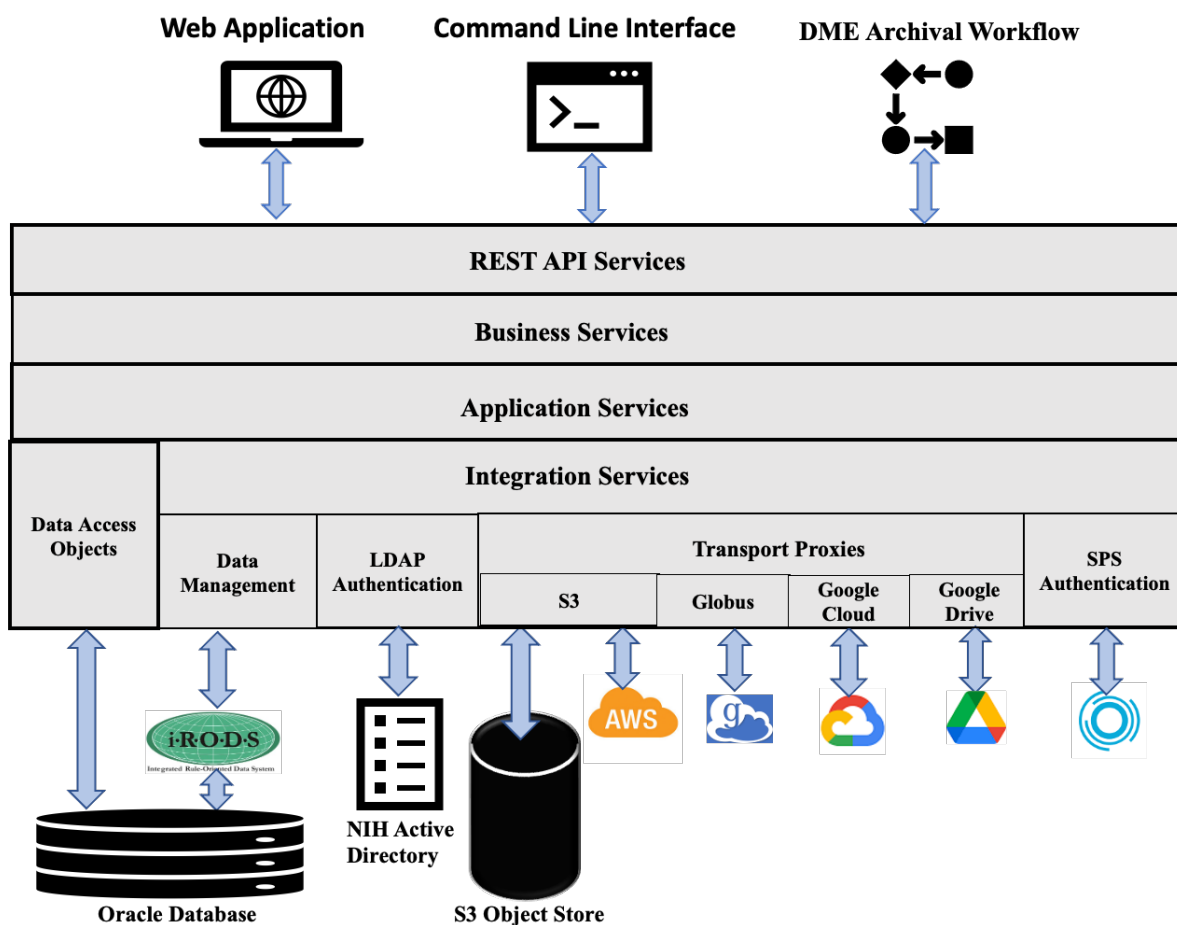 Web Application
Command Line Interface
DME Archival Workflow
>_
REST API Services
Business Services
Application Services
Integration Services
Data Access
Objects
Data
Management
LDAP
Authentication
Transport Proxies
S3
Globus
Google
Cloud
Google
Drive
SPS
Authentication
i·R·O·D·S
Integrated Rule-Oriented Data System
AWS
g
NIH Active
Directory
Oracle Database
S3 Object Store